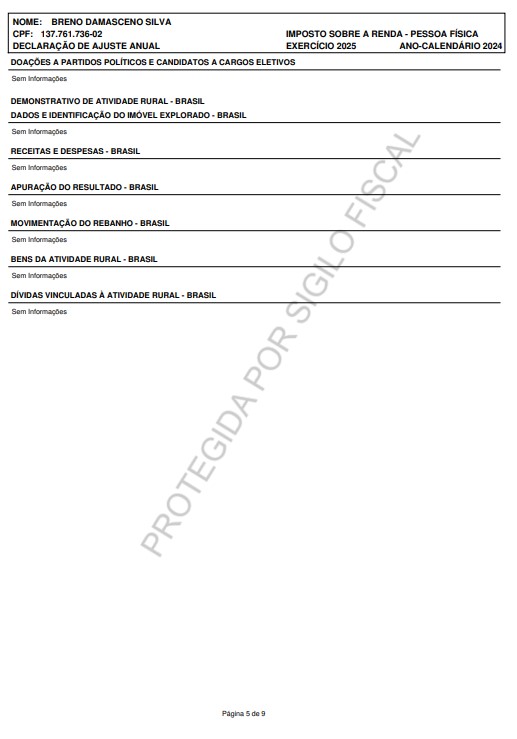 NOME: BRENO DAMASCENO SILVA
CPF: 137.761.736-02 IMPOSTO SOBRE A RENDA - PESSOA FÍSICA
DECLARAÇÃO DE AJUSTE ANUAL EXERCÍCIO 2025 ANO-CALENDÁRIO 2024
DOAÇÕES A PARTIDOS POLÍTICOS E CANDIDATOS A CARGOS ELETIVOS
Sem Informações
DEMONSTRATIVO DE ATIVIDADE RURAL - BRASIL
DADOS E IDENTIFICAÇÃO DO IMÓVEL EXPLORADO - BRASIL
Sem Informações
RECEITAS E DESPESAS - BRASIL
Sem Informações
APURAÇÃO DO RESULTADO - BRASIL
Sem Informações
MOVIMENTAÇÃO DO REBANHO - BRASIL
Sem Informações
BENS DA ATIVIDADE RURAL - BRASIL
Sem Informações
DÍVIDAS VINCULADAS À ATIVIDADE RURAL - BRASIL
Sem Informações
PROTEGIDA POR SIGILO FISCAL
Página 5 de 9